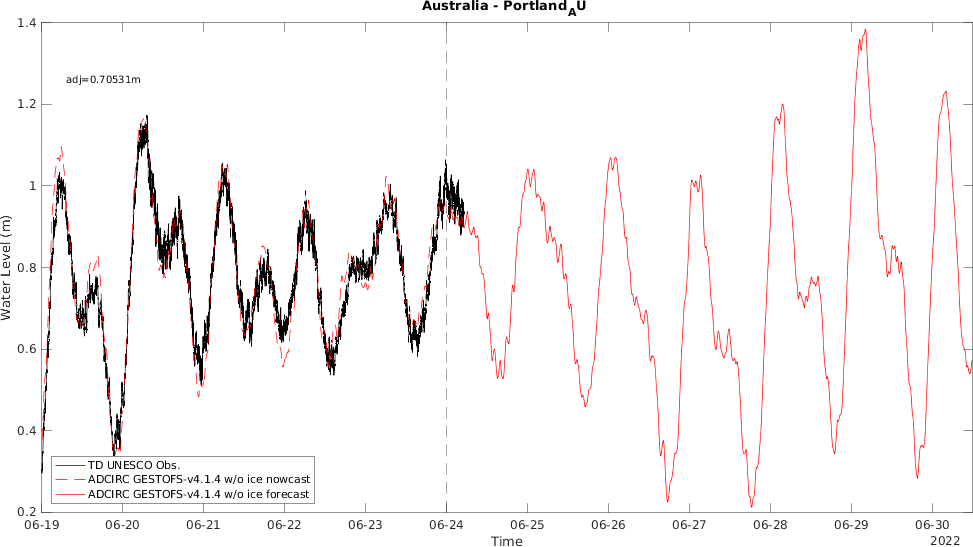 Australia - Portland_AU
1.4
1.2
1
0.8
0.6
0.4
0.2
Water Level (m)
adj=0.70531m
TD UNESCO Obs.
ADCIRC GESTOFS-v4.1.4 w/o ice nowcast
ADCIRC GESTOFS-v4.1.4 w/o ice forecast
06-19 06-20 06-21 06-22 06-23 06-24 06-25 06-26 06-27 06-28 06-29 06-30
Time
2022